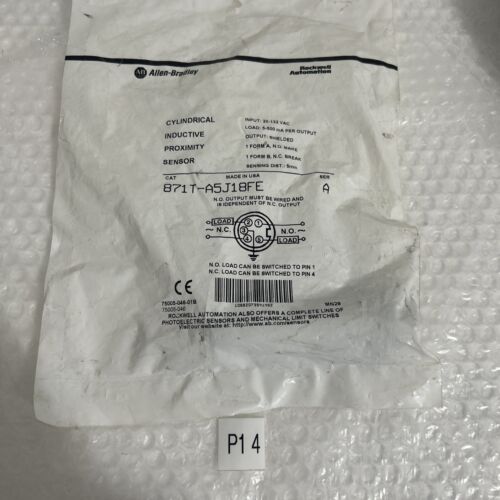 AB Allen-Bradley
Rockwell
Automation
CYLINDRICAL
INDUCTIVE
PROXIMITY
SENSOR
INPUT: 20-132 VAC
LOAD: 5-500 mA PER OUTPUT
OUTPUT: SHIELDED
1 FORM A, N.O. MAKE
1 FORM B, N.C. BREAK
SENSING DIST.: 5mm
CAT
MADE IN USA
SER
871T-A5J18FE
A
N.O. OUTPUT MUST BE WIRED AND
IS INDEPENDENT OF N.C. OUTPUT
LOAD
~ N.C.
N.O. ~
LOAD
N.O. LOAD CAN BE SWITCHED TO PIN 1
N.C. LOAD CAN BE SWITCHED TO PIN 4
CE
75005-046-01B
75005-046
MN29
ROCKWELL AUTOMATION ALSO OFFERS A COMPLETE LINE OF
PHOTOELECTRIC SENSORS AND MECHANICAL LIMIT SWITCHES
Visit our website at: http://www.ab.com/sensors
P14